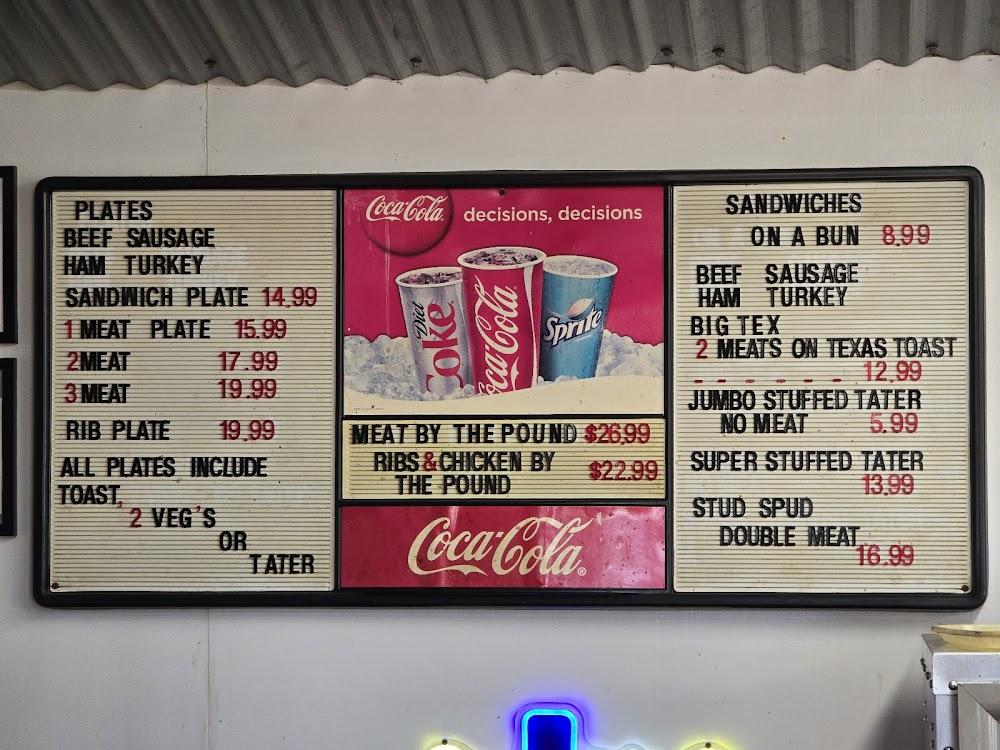 PLATES
BEEF SAUSAGE
HAM TURKEY
SANDWICH PLATE 14.99
1 MEAT PLATE 15.99
2 MEAT 17.99
3 MEAT 19.99
RIB PLATE 19.99
ALL PLATES INCLUDE
TOAST,
2 VEG'S
OR
TATER
Coca-Cola
decisions, decisions
Diet Coke
Coca-Cola
Sprite
MEAT BY THE POUND $26.99
RIBS & CHICKEN BY
THE POUND $22.99
Coca-Cola®
SANDWICHES
ON A BUN 8.99
BEEF SAUSAGE
HAM TURKEY
BIG TEX
2 MEATS ON TEXAS TOAST
_ _ _ _ _ _ 12.99
JUMBO STUFFED TATER
NO MEAT 5.99
SUPER STUFFED TATER
13.99
STUD SPUD
DOUBLE MEAT
16.99